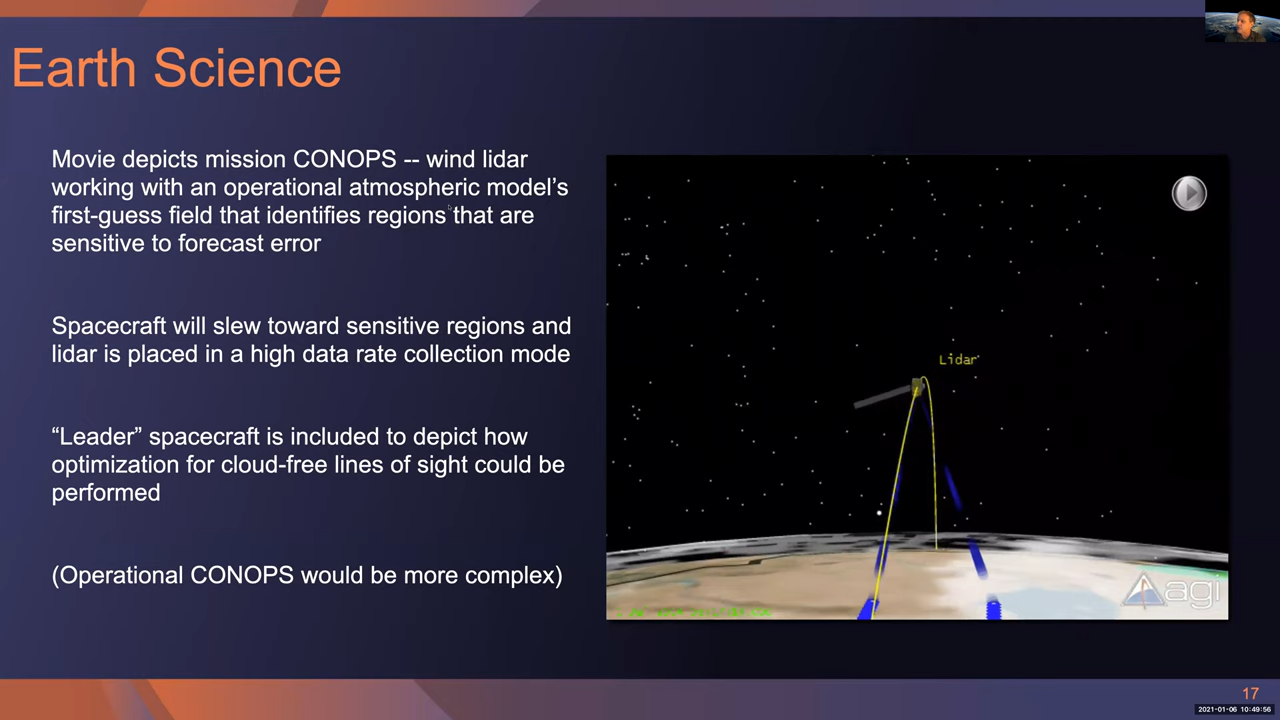 Earth Science
Movie depicts mission CONOPS -- wind lidar
working with an operational atmospheric model’s
first-guess field that identifies regions that are
sensitive to forecast error
Spacecraft will slew toward sensitive regions and
lidar is placed in a high data rate collection mode
“Leader” spacecraft is included to depict how
optimization for cloud-free lines of sight could be
performed
(Operational CONOPS would be more complex)
Lidar
agi
17
2021-01-06 10:49:56